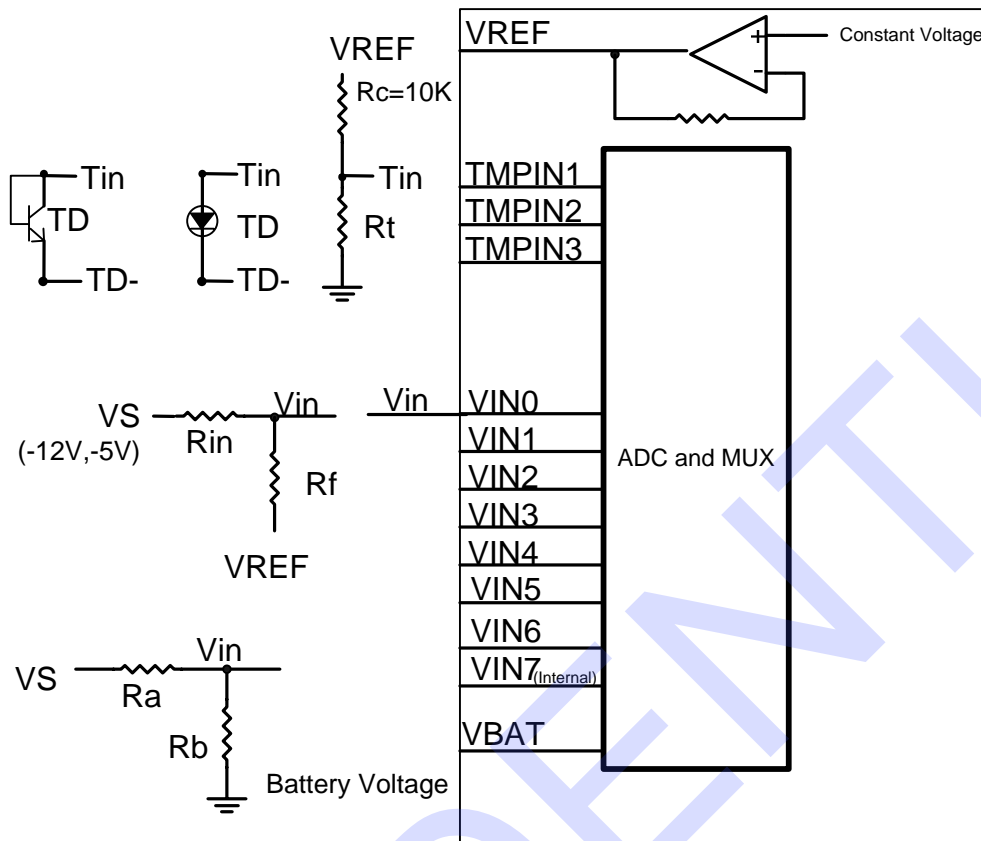 VREF
Constant Voltage
+
-
VREF
Rc=10K
Tin
Rt
Tin
TD
TD-
Tin
TD
TD-
TMPIN1
TMPIN2
TMPIN3
VS
(-12V,-5V)
Rin
Vin
Rf
VREF
Vin
VIN0
VIN1
VIN2
VIN3
VIN4
VIN5
VIN6
VIN7(Internal)
VBAT
ADC and MUX
VS
Ra
Vin
Rb
Battery Voltage